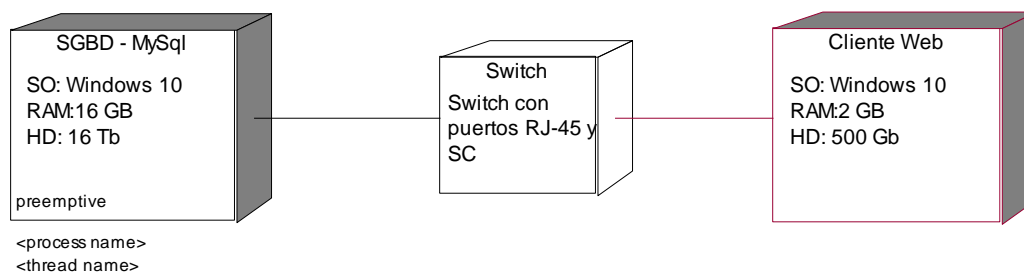 SGBD - MySql
SO: Windows 10
RAM:16 GB
HD: 16 Tb
preemptive
<process name>
<thread name>
Switch
Switch con
puertos RJ-45 y
SC
Cliente Web
SO: Windows 10
RAM:2 GB
HD: 500 Gb